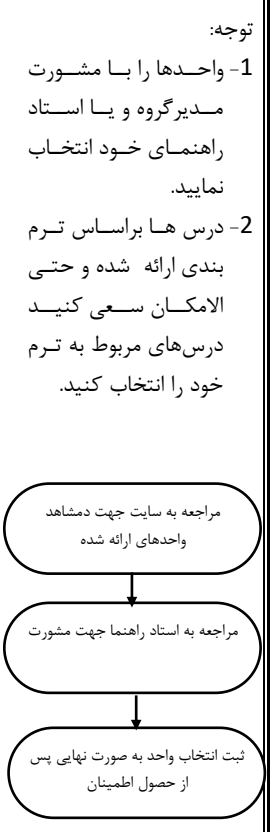 توجه:
1- واحدها را با مشورت
مدیرگروه و یا استاد
راهنمای خود انتخاب
نمایید.
2- درس ها براساس ترم
بندی ارائه شده و حتی
الامکان سعی کنید
درس‌های مربوط به ترم
خود را انتخاب کنید.
مراجعه به سایت جهت دمشاهد
واحدهای ارائه شده
مراجعه به استاد راهنما جهت مشورت
ثبت انتخاب واحد به صورت نهایی پس
از حصول اطمینان